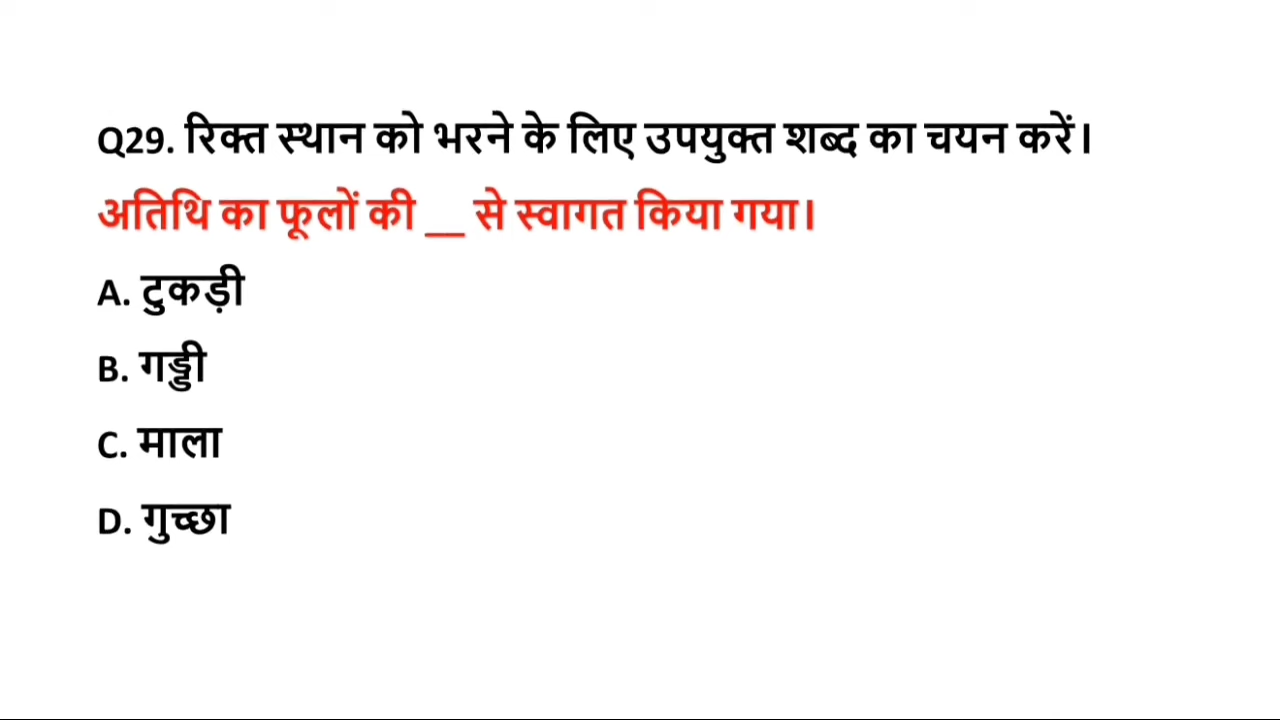 Q29. रिक्त स्थान को भरने के लिए उपयुक्त शब्द का चयन करें।
अतिथि का फूलों की __ से स्वागत किया गया।
A. टुकड़ी
B. गड्डी
C. माला
D. गुच्छा